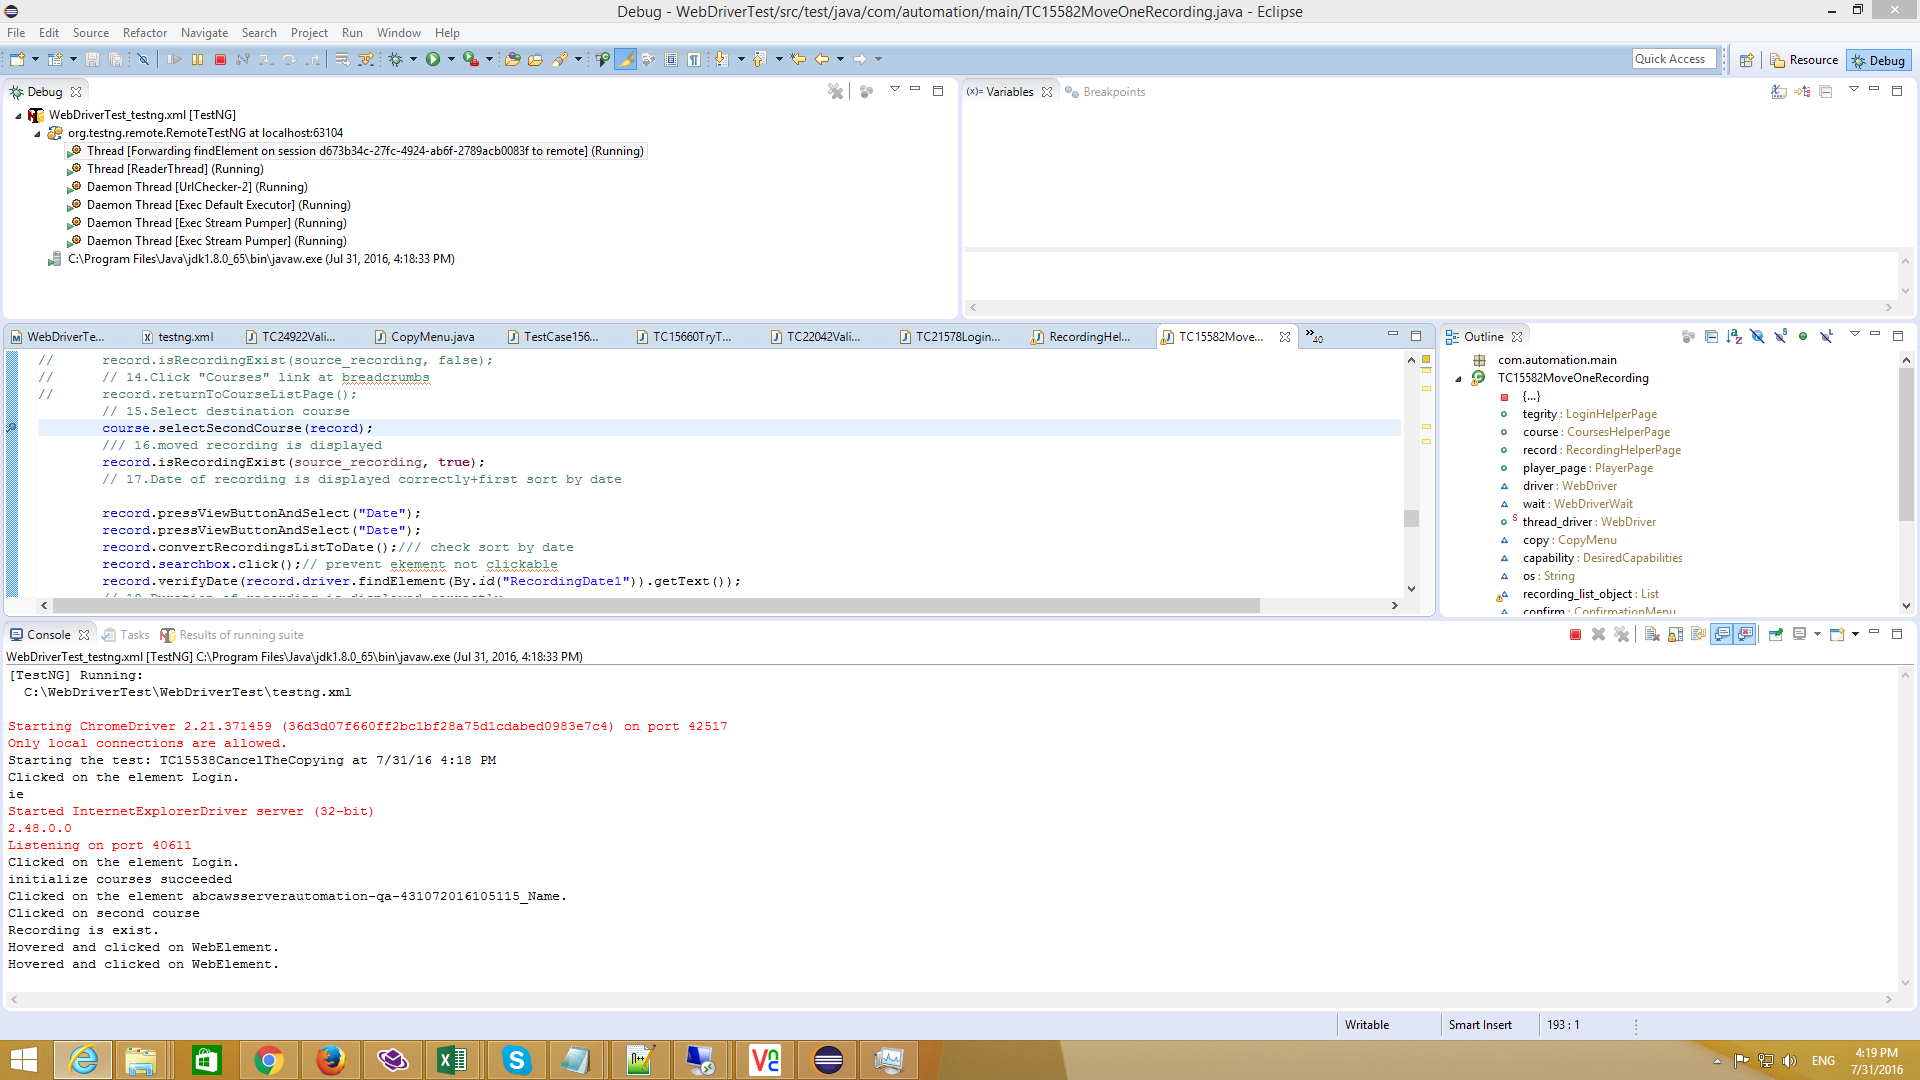 Debug - WebDriverTest/src/test/java/com/automation/main/TC15582MoveOneRecording.java - Eclipse
File Edit Source Refactor Navigate Search Project Run Window Help
Quick Access Resource Debug
Debug
WebDriverTest_testng.xml [TestNG]
org.testng.remote.RemoteTestNG at localhost:63104
Thread [Forwarding findElement on session d673b34c-27fc-4924-ab6f-2789acb0083f to remote] (Running)
Thread [ReaderThread] (Running)
Daemon Thread [UrlChecker-2] (Running)
Daemon Thread [Exec Default Executor] (Running)
Daemon Thread [Exec Stream Pumper] (Running)
Daemon Thread [Exec Stream Pumper] (Running)
C:\Program Files\Java\jdk1.8.0_65\bin\javaw.exe (Jul 31, 2016, 4:18:33 PM)
(x)= Variables Breakpoints
WebDriverTe... testng.xml TC24922Vali... CopyMenu.java TestCase156... TC15660TryT... TC22042Vali... TC21578Login... RecordingHel... TC15582Move... »40
// record.isRecordingExist(source_recording, false);
// // 14.Click "Courses" link at breadcrumbs
// record.returnToCourseListPage();
// 15.Select destination course
course.selectSecondCourse(record);
/// 16.moved recording is displayed
record.isRecordingExist(source_recording, true);
// 17.Date of recording is displayed correctly+first sort by date
record.pressViewButtonAndSelect("Date");
record.pressViewButtonAndSelect("Date");
record.convertRecordingsListToDate();/// check sort by date
record.searchbox.click();// prevent ekement not clickable
record.verifyDate(record.driver.findElement(By.id("RecordingDate1")).getText());
// 18.Duration of recording is displayed correctly
Outline
com.automation.main
TC15582MoveOneRecording
{...}
tegrity : LoginHelperPage
course : CoursesHelperPage
record : RecordingHelperPage
player_page : PlayerPage
driver : WebDriver
wait : WebDriverWait
S thread_driver : WebDriver
copy : CopyMenu
capability : DesiredCapabilities
os : String
recording_list_object : List
confirm : ConfirmationMenu
Console Tasks Results of running suite
WebDriverTest_testng.xml [TestNG] C:\Program Files\Java\jdk1.8.0_65\bin\javaw.exe (Jul 31, 2016, 4:18:33 PM)
[TestNG] Running:
C:\WebDriverTest\WebDriverTest\testng.xml
Starting ChromeDriver 2.21.371459 (36d3d07f660ff2bc1bf28a75d1cdabed0983e7c4) on port 42517
Only local connections are allowed.
Starting the test: TC15538CancelTheCopying at 7/31/16 4:18 PM
Clicked on the element Login.
ie
Started InternetExplorerDriver server (32-bit)
2.48.0.0
Listening on port 40611
Clicked on the element Login.
initialize courses succeeded
Clicked on the element abcawsserverautomation-qa-431072016105115_Name.
Clicked on second course
Recording is exist.
Hovered and clicked on WebElement.
Hovered and clicked on WebElement.
Writable Smart Insert 193 : 1
ENG 4:19 PM
7/31/2016